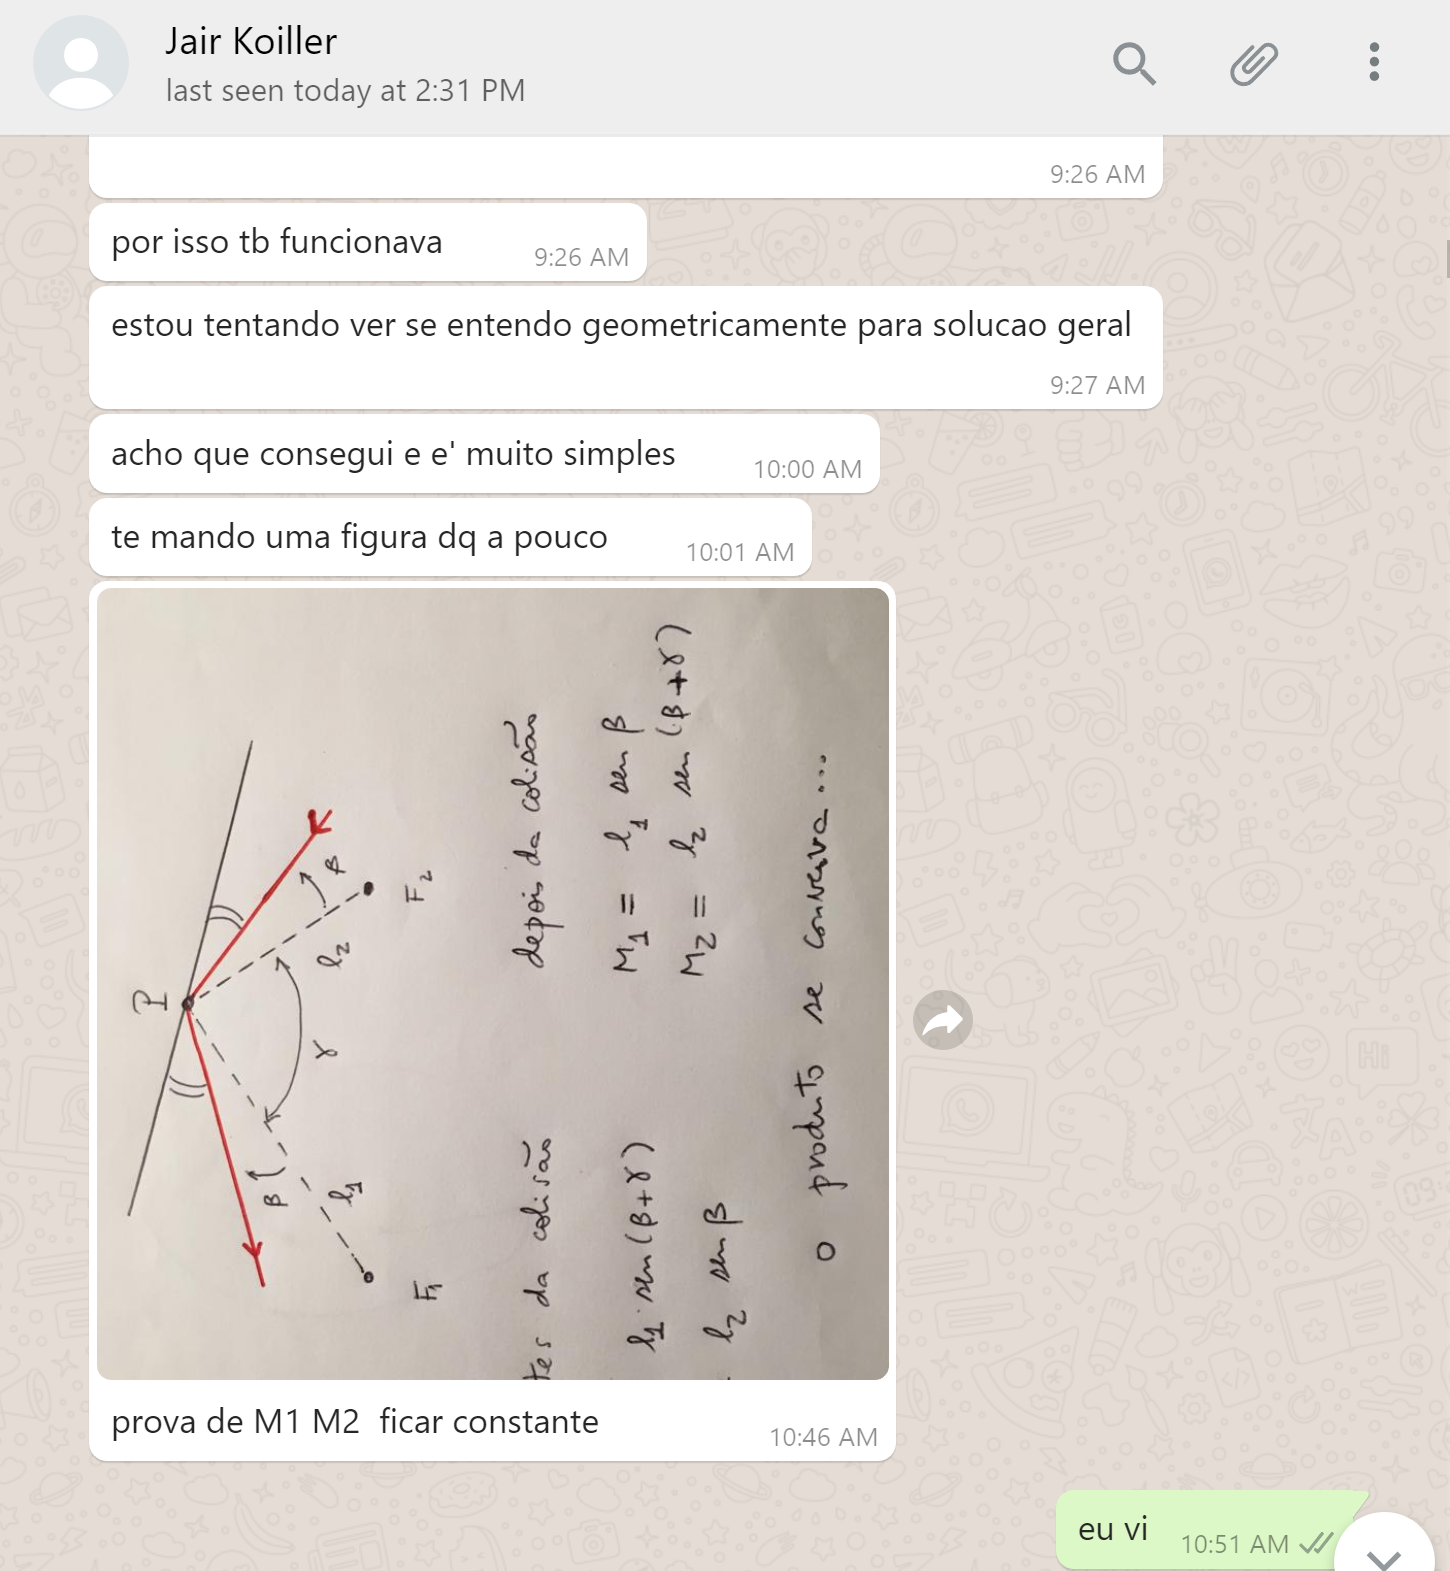 Jair Koiller
last seen today at 2:31 PM
9:26 AM
por isso tb funcionava
9:26 AM
estou tentando ver se entendo geometricamente para solucao geral
9:27 AM
acho que consegui e e' muito simples
10:00 AM
te mando uma figura dq a pouco
10:01 AM
P
β
β
γ
l₁
l₂
F₁
F₂
tes da colisão
l₁ sen(β+γ)
l₂ sen β
depois da colisão
M₁ = l₁ sen β
M₂ = l₂ sen (β+γ)
o produto se conserva...
prova de M1 M2 ficar constante
10:46 AM
eu vi
10:51 AM